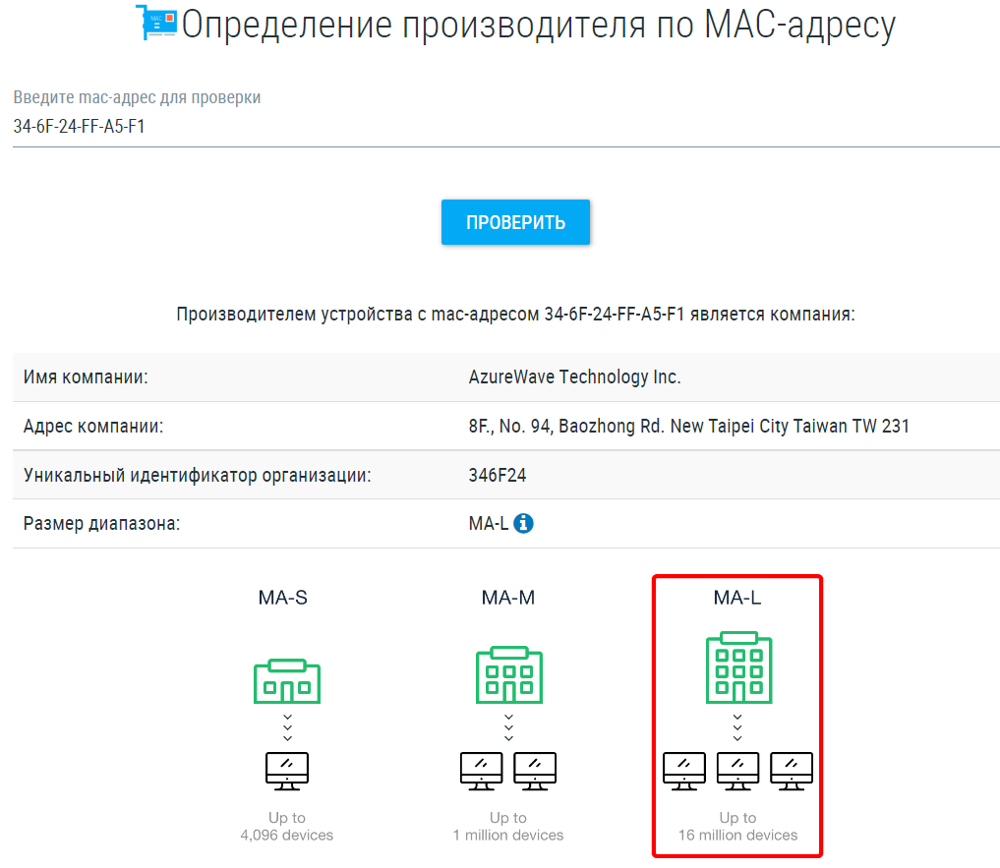 MAC
Определение производителя по MAC-адресу
Введите mac-адрес для проверки
34-6F-24-FF-A5-F1
ПРОВЕРИТЬ
Производителем устройства с mac-адресом 34-6F-24-FF-A5-F1 является компания:
Имя компании: AzureWave Technology Inc.
Адрес компании: 8F., No. 94, Baozhong Rd. New Taipei City Taiwan TW 231
Уникальный идентификатор организации: 346F24
Размер диапазона: MA-L i
MA-S MA-M MA-L
Up to Up to Up to
4,096 devices 1 million devices 16 million devices